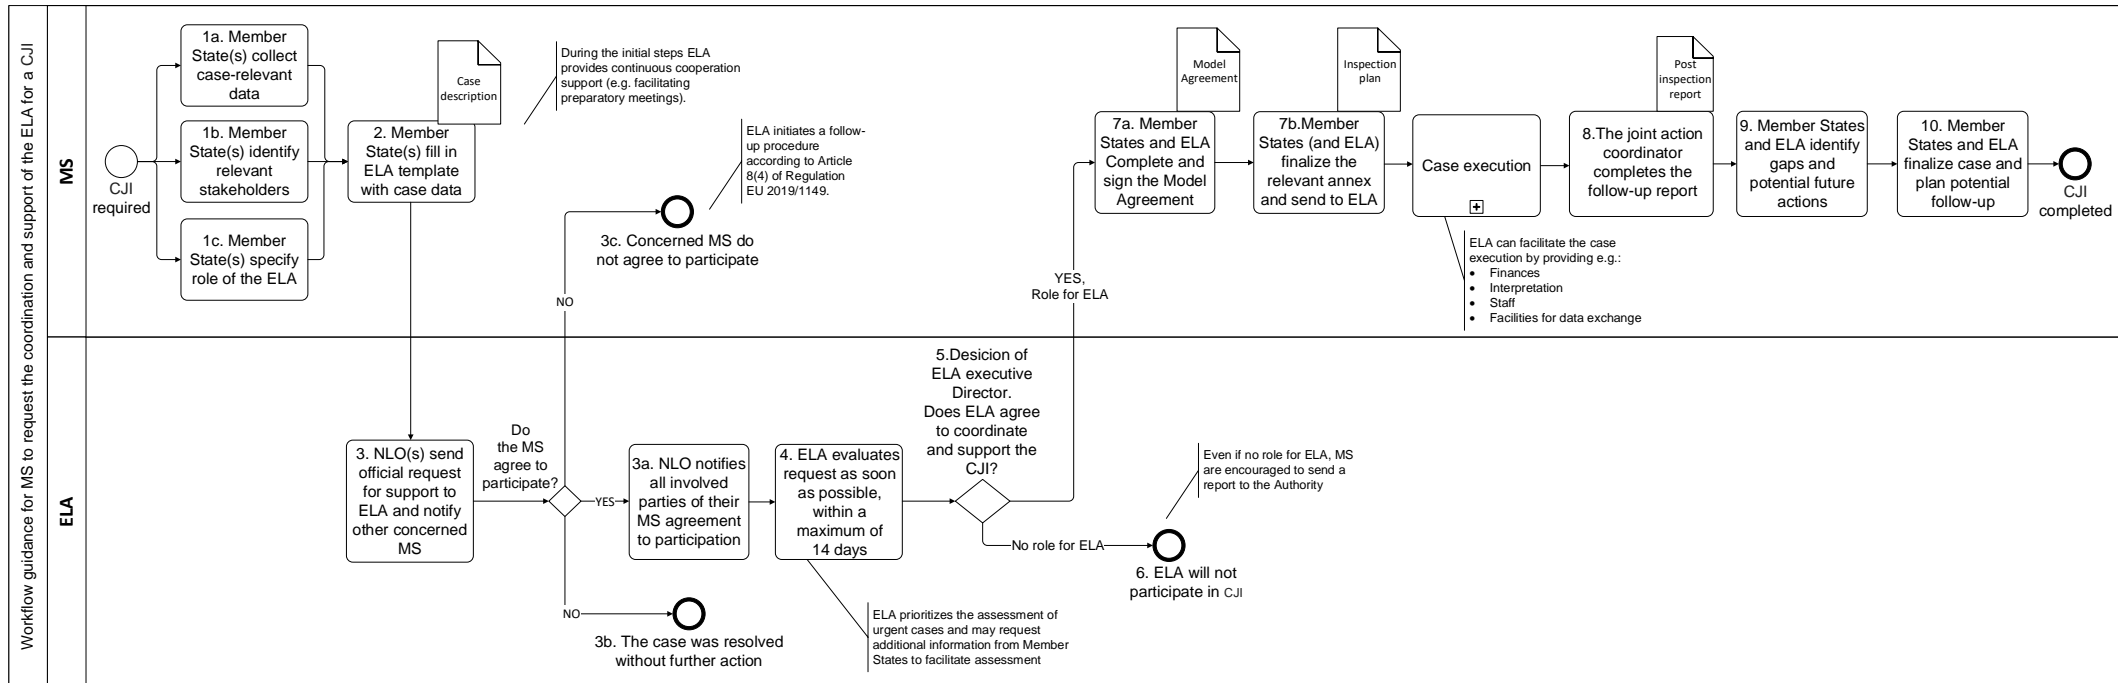 Workflow guidance for MS to request the coordination and support of the ELA for a CJI
MS
CJI
required
1a. Member
State(s) collect
case-relevant
data
1b. Member
State(s) identify
relevant
stakeholders
1c. Member
State(s) specify
role of the ELA
2. Member
State(s) fill in
ELA template
with case data
Case
description
During the initial steps ELA
provides continuous cooperation
support (e.g. facilitating
preparatory meetings).
ELA initiates a follow-
up procedure
according to Article
8(4) of Regulation
EU 2019/1149.
NO
3c. Concerned MS do
not agree to participate
YES,
Role for ELA
Model
Agreement
7a. Member
States and ELA
Complete and
sign the Model
Agreement
Inspection
plan
7b.Member
States (and ELA)
finalize the
relevant annex
and send to ELA
Case execution
ELA can facilitate the case
execution by providing e.g.:
• Finances
• Interpretation
• Staff
• Facilities for data exchange
Post
inspection
report
8.The joint action
coordinator
completes the
follow-up report
9. Member States
and ELA identify
gaps and
potential future
actions
10. Member
States and ELA
finalize case and
plan potential
follow-up
CJI
completed
ELA
3. NLO(s) send
official request
for support to
ELA and notify
other concerned
MS
Do
the MS
agree to
participate?
YES
NO
3b. The case was resolved
without further action
3a. NLO notifies
all involved
parties of their
MS agreement
to participation
4. ELA evaluates
request as soon
as possible,
within a
maximum of
14 days
ELA prioritizes the assessment of
urgent cases and may request
additional information from Member
States to facilitate assessment
5.Desicion of
ELA executive
Director.
Does ELA agree
to coordinate
and support the
CJI?
No role for ELA
6. ELA will not
participate in CJI
Even if no role for ELA, MS
are encouraged to send a
report to the Authority